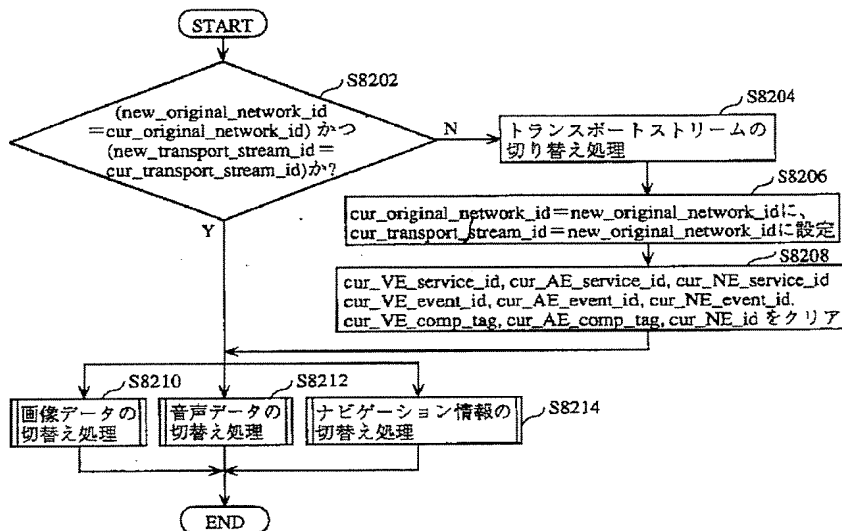 START
S8202
(new_original_network_id
=cur_original_network_id) かつ
(new_transport_stream_id=
cur_transport_stream_id)か?
N
Y
S8204
トランスポートストリームの
切り替え処理
S8206
cur_original_network_id=new_original_network_idに、
cur_transport_stream_id=new_original_network_idに設定
S8208
cur_VE_service_id, cur_AE_service_id, cur_NE_service_id
cur_VE_event_id, cur_AE_event_id, cur_NE_event_id.
cur_VE_comp_tag, cur_AE_comp_tag, cur_NE_id をクリア
S8210
画像データの
切替え処理
S8212
音声データの
切替え処理
S8214
ナビゲーション情報の
切替え処理
END